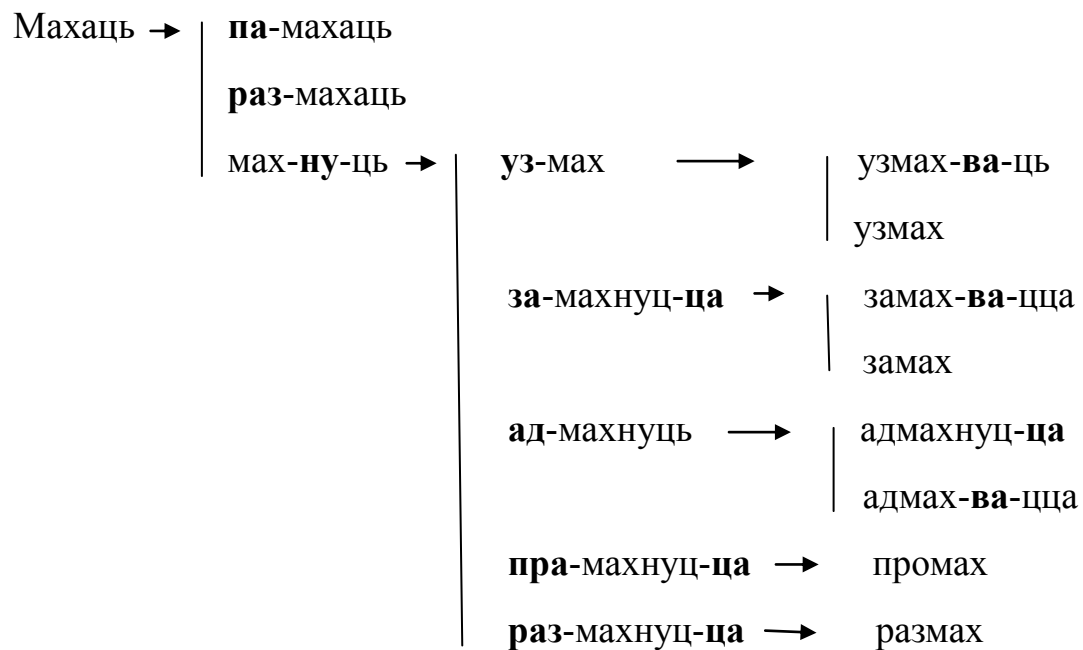 Махаць → па-махаць
раз-махаць
мах-ну-ць → уз-мах → узмах-ва-ць
узмах
за-махнуц-ца → замах-ва-цца
замах
ад-махнуць → адмахнуц-ца
адмах-ва-цца
пра-махнуц-ца → промах
раз-махнуц-ца → размах